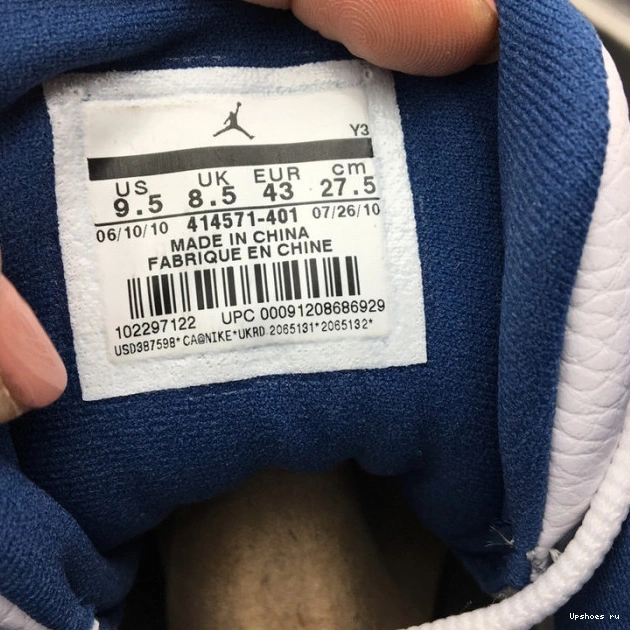 Y3
US UK EUR cm
9.5 8.5 43 27.5
06/10/10 414571-401 07/26/10
MADE IN CHINA
FABRIQUE EN CHINE
102297122 UPC 00091208686929
USD387598* CA@NIKE*UKRD 2065131*2065132*
Upshoes ru